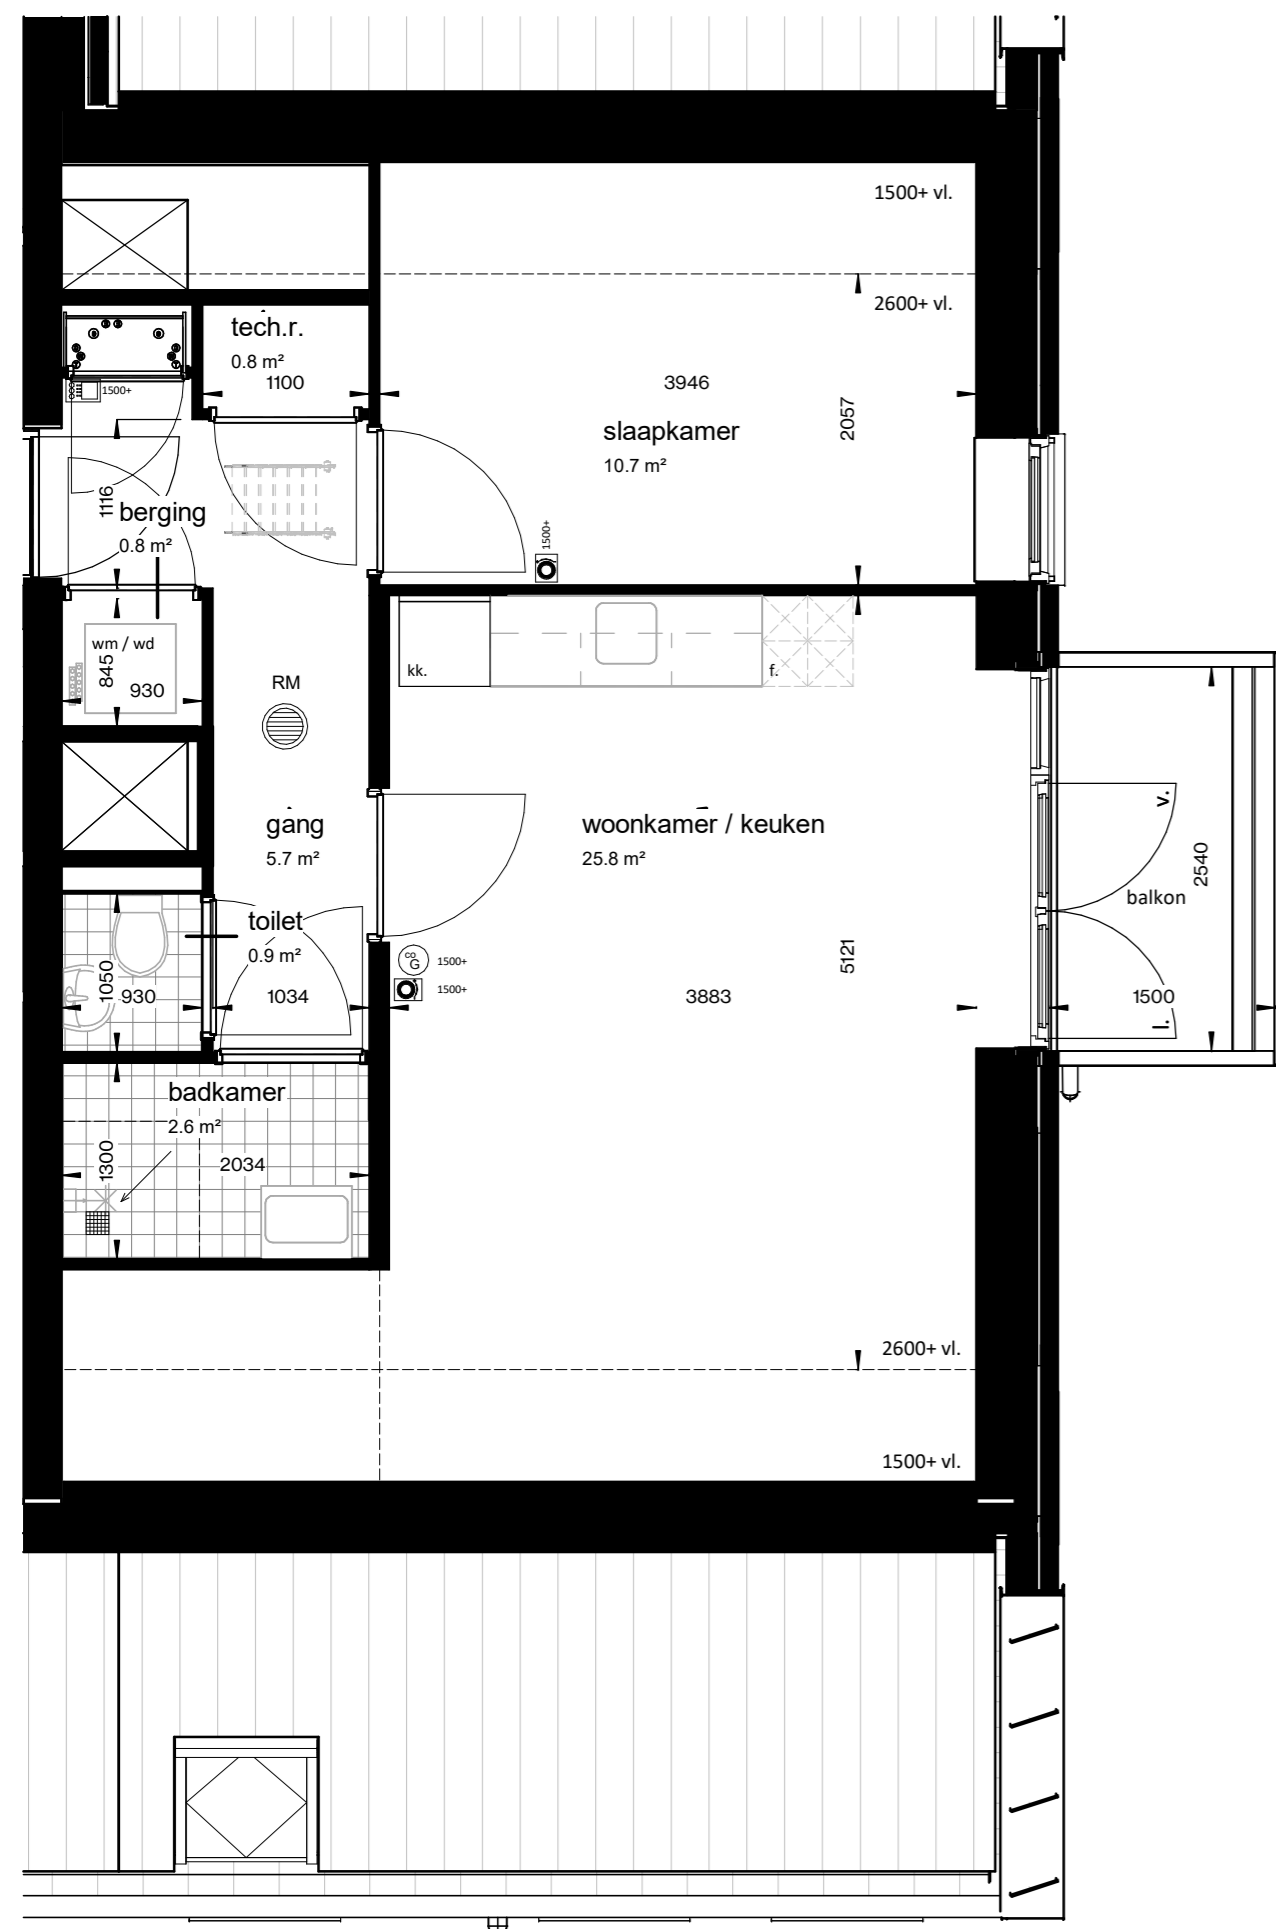 1500+ vl.
2600+ vl.
tech.r.
0.8 m²
1100
1500+
3946
2057
slaapkamer
10.7 m²
1116
berging
0.8 m²
1500+
wm / wd
845
930
kk.
f.
RM
gang
5.7 m²
woonkamer / keuken
25.8 m²
v.
2540
balkon
toilet
0.9 m²
1050
930
1034
co
G
1500+
1500+
5121
3883
1500
l.
badkamer
2.6 m²
1300
2034
2600+ vl.
1500+ vl.